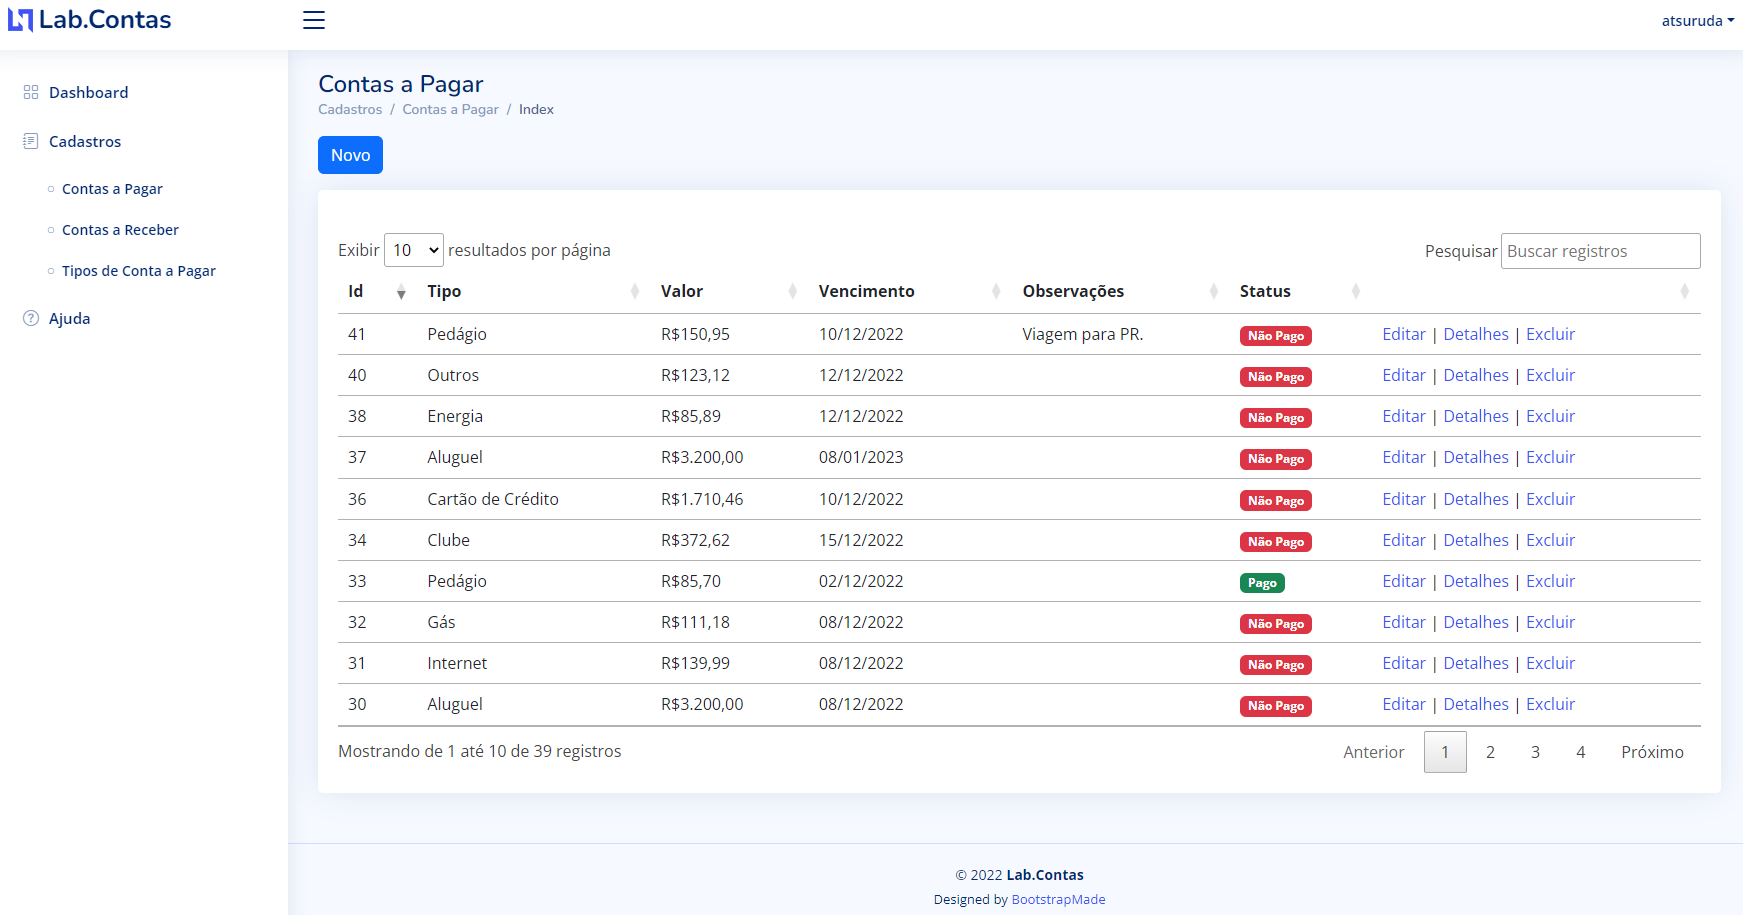 Lab.Contas
atsuruda
Dashboard
Cadastros
Contas a Pagar
Contas a Receber
Tipos de Conta a Pagar
Ajuda
Contas a Pagar
Cadastros / Contas a Pagar / Index
Novo
Exibir 10 resultados por página
Pesquisar Buscar registros
Id Tipo Valor Vencimento Observações Status
41 Pedágio R$150,95 10/12/2022 Viagem para PR. Não Pago Editar | Detalhes | Excluir
40 Outros R$123,12 12/12/2022 Não Pago Editar | Detalhes | Excluir
38 Energia R$85,89 12/12/2022 Não Pago Editar | Detalhes | Excluir
37 Aluguel R$3.200,00 08/01/2023 Não Pago Editar | Detalhes | Excluir
36 Cartão de Crédito R$1.710,46 10/12/2022 Não Pago Editar | Detalhes | Excluir
34 Clube R$372,62 15/12/2022 Não Pago Editar | Detalhes | Excluir
33 Pedágio R$85,70 02/12/2022 Pago Editar | Detalhes | Excluir
32 Gás R$111,18 08/12/2022 Não Pago Editar | Detalhes | Excluir
31 Internet R$139,99 08/12/2022 Não Pago Editar | Detalhes | Excluir
30 Aluguel R$3.200,00 08/12/2022 Não Pago Editar | Detalhes | Excluir
Mostrando de 1 até 10 de 39 registros
Anterior 1 2 3 4 Próximo
© 2022 Lab.Contas
Designed by BootstrapMade